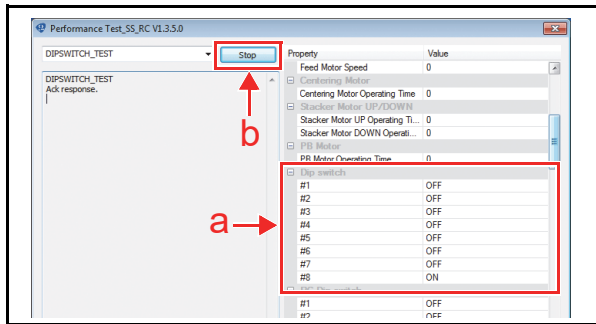 Performance Test_SS_RC V1.3.5.0
DIPSWITCH_TEST
Stop
DIPSWITCH_TEST
Ack response.
b
a
Property Value
Feed Motor Speed 0
Centering Motor
Centering Motor Operating Time 0
Stacker Motor UP/DOWN
Stacker Motor UP Operating Ti... 0
Stacker Motor DOWN Operati... 0
PB Motor
PB Motor Operating Time 0
Dip switch
#1 OFF
#2 OFF
#3 OFF
#4 OFF
#5 OFF
#6 OFF
#7 OFF
#8 ON
Dip switch
#1 OFF
#2 OFF